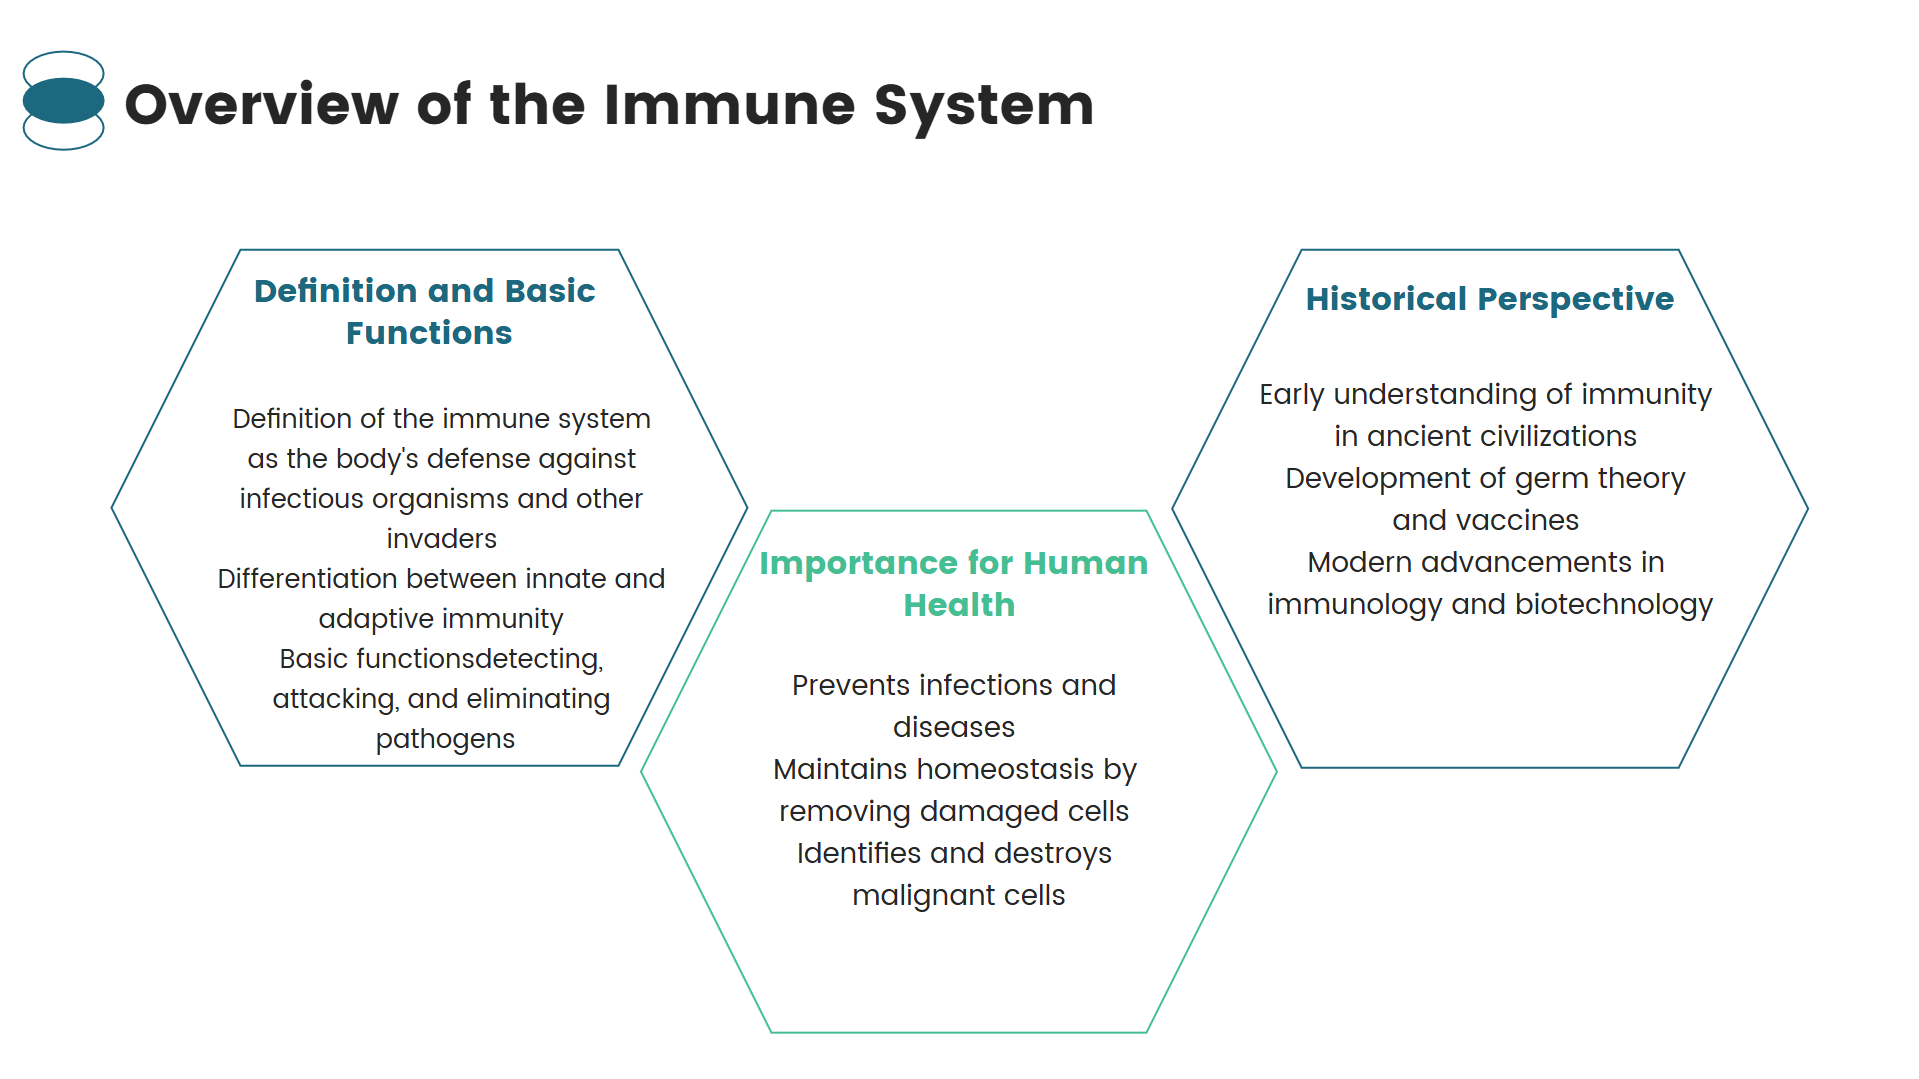 Overview of the Immune System
Definition and Basic
Functions
Definition of the immune system
as the body's defense against
infectious organisms and other
invaders
Differentiation between innate and
adaptive immunity
Basic functionsdetecting,
attacking, and eliminating
pathogens
Importance for Human
Health
Prevents infections and
diseases
Maintains homeostasis by
removing damaged cells
Identifies and destroys
malignant cells
Historical Perspective
Early understanding of immunity
in ancient civilizations
Development of germ theory
and vaccines
Modern advancements in
immunology and biotechnology